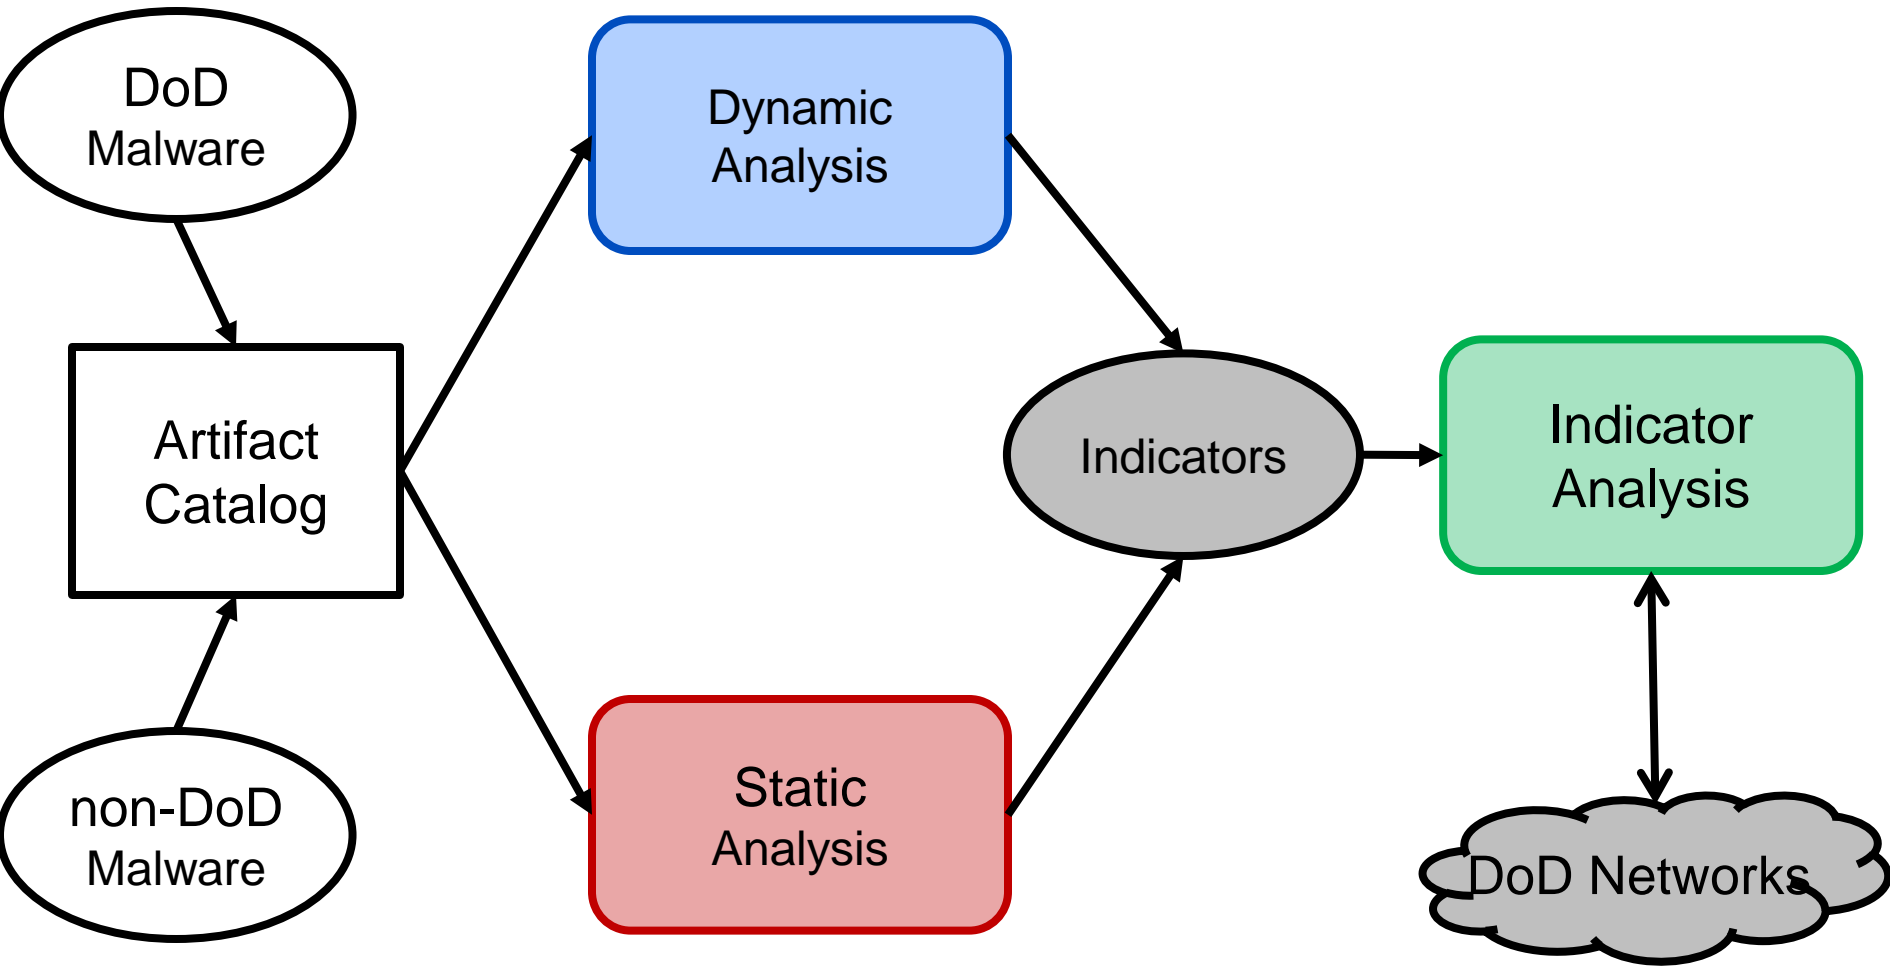 DoD
Malware
Dynamic
Analysis
Artifact
Catalog
Indicators
Indicator
Analysis
non-DoD
Malware
Static
Analysis
DoD Networks